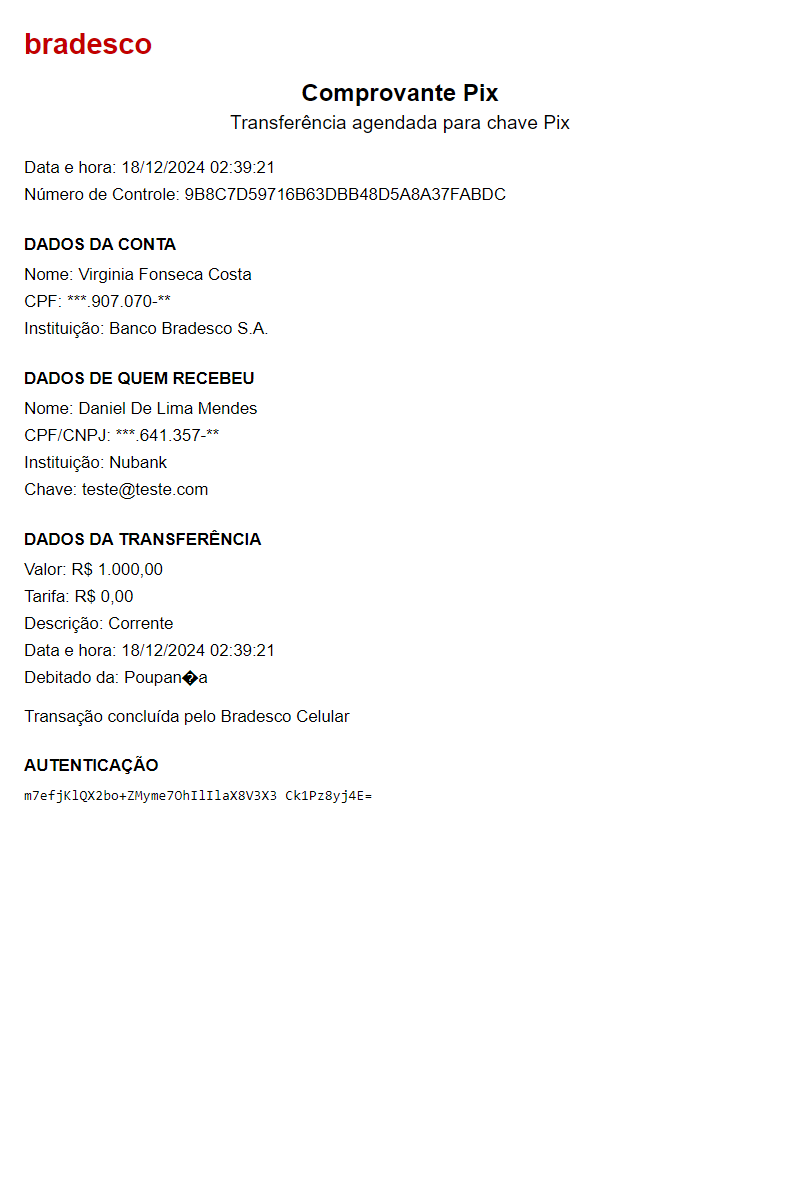 bradesco
Comprovante Pix
Transferência agendada para chave Pix
Data e hora: 18/12/2024 02:39:21
Número de Controle: 9B8C7D59716B63DBB48D5A8A37FABDC
DADOS DA CONTA
Nome: Virginia Fonseca Costa
CPF: ***.907.070-**
Instituição: Banco Bradesco S.A.
DADOS DE QUEM RECEBEU
Nome: Daniel De Lima Mendes
CPF/CNPJ: ***.641.357-**
Instituição: Nubank
Chave: teste@teste.com
DADOS DA TRANSFERÊNCIA
Valor: R$ 1.000,00
Tarifa: R$ 0,00
Descrição: Corrente
Data e hora: 18/12/2024 02:39:21
Debitado da: Poupan�a
Transação concluída pelo Bradesco Celular
AUTENTICAÇÃO
m7efjKlQX2bo+ZMyme7OhIlIlaX8V3X3 Ck1Pz8yj4E=